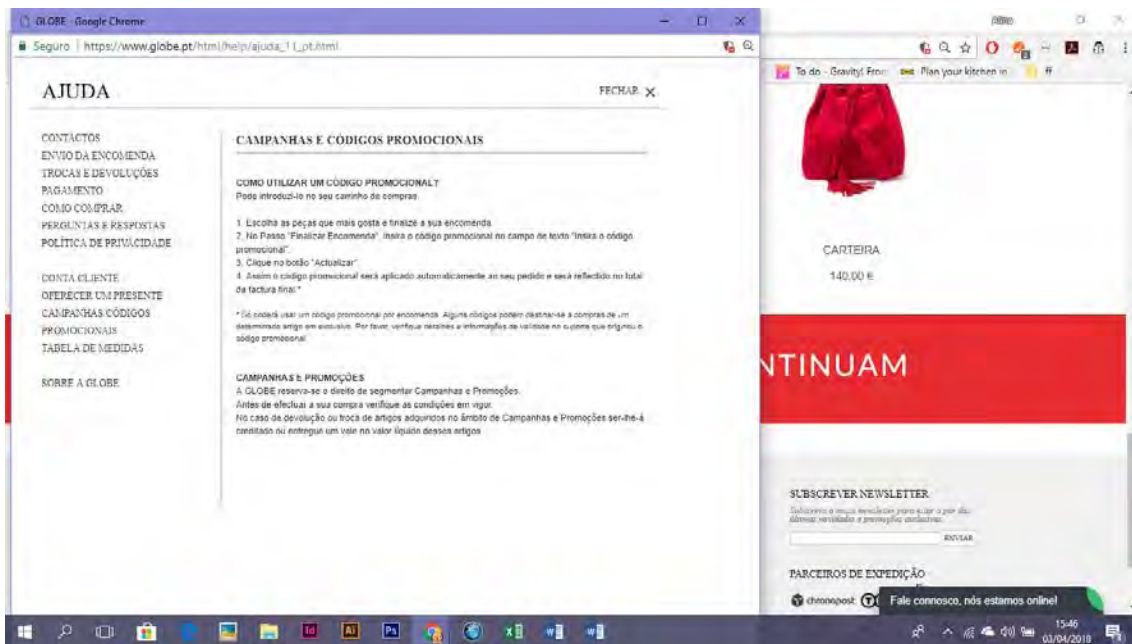 GLOBE - Google Chrome
Seguro | https://www.globe.pt/html/help/ajuda_11_pt.html
AJUDA
FECHAR X
CONTACTOS
ENVIO DA ENCOMENDA
TROCAS E DEVOLUÇÕES
PAGAMENTO
COMO COMPRAR
PERGUNTAS E RESPOSTAS
POLÍTICA DE PRIVACIDADE
CONTA CLIENTE
OFERECER UM PRESENTE
CAMPANHAS CÓDIGOS
PROMOCIONAIS
TABELA DE MEDIDAS
SOBRE A GLOBE
CAMPANHAS E CÓDIGOS PROMOCIONAIS
COMO UTILIZAR UM CÓDIGO PROMOCIONAL?
Pode introduzi-lo no seu carrinho de compras.
1. Escolha as peças que mais gosta e finalize a sua encomenda.
2. No Passo "Finalizar Encomenda", insira o código promocional no campo de texto "Insira o código
promocional".
3. Clique no botão "Actualizar".
4. Assim o código promocional será aplicado automaticamente ao seu pedido e será reflectido no total
da factura final.*
* Só poderá usar um código promocional por encomenda. Alguns códigos podem destinar-se a compras de um
determinado artigo em exclusivo. Por favor, verifique detalhes e informações de validade no suporte que originou o
código promocional.
CAMPANHAS E PROMOÇÕES
A GLOBE reserva-se o direito de segmentar Campanhas e Promoções.
Antes de efectuar a sua compra verifique as condições em vigor.
No caso de devolução ou troca de artigos adquiridos no âmbito de Campanhas e Promoções ser-lhe-á
creditado ou entregue um vale no valor líquido desses artigos.
To do - Gravity! Fro
Plan your kitchen in
ff
CARTEIRA
140,00 €
NTINUAM
SUBSCREVER NEWSLETTER
ENVIAR
PARCEIROS DE EXPEDIÇÃO
chronopost
Fale connosco, nós estamos online!
15:46
03/04/2018